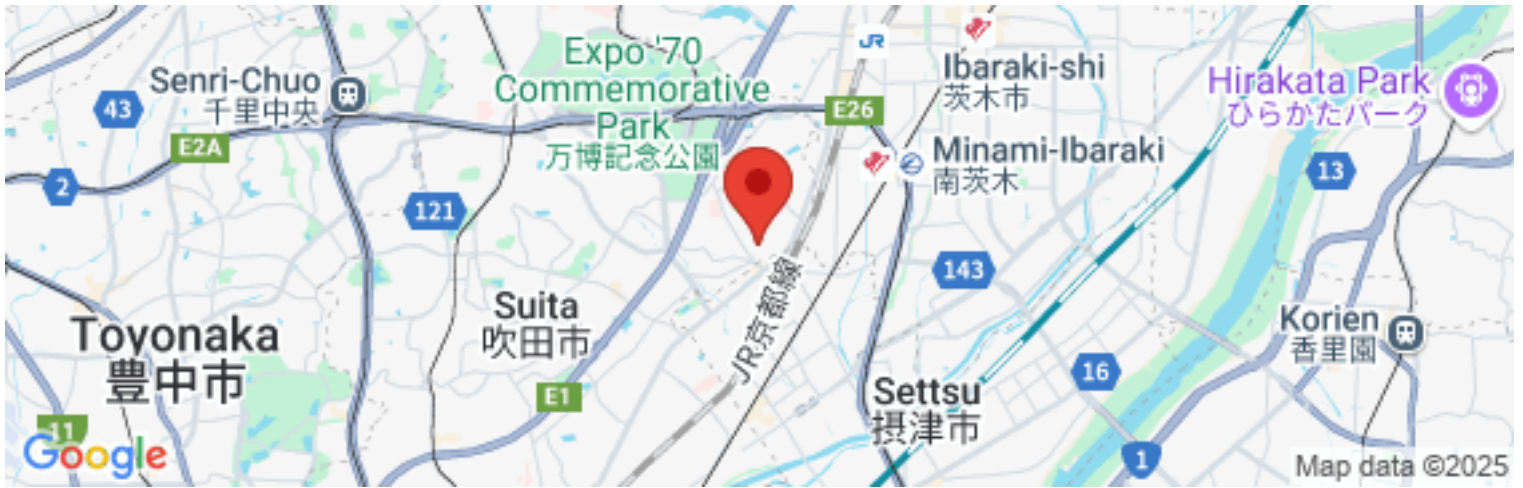 Expo '70
Commemorative
Park
万博記念公園
Senri-Chuo
千里中央
43
E2A
2
121
JR
E26
Ibaraki-shi
茨木市
Minami-Ibaraki
南茨木
Hirakata Park
ひらかたパーク
13
143
Suita
吹田市
JR京都線
Toyonaka
豊中市
E1
Settsu
摂津市
16
Korien
香里園
1
11
Google
Map data ©2025